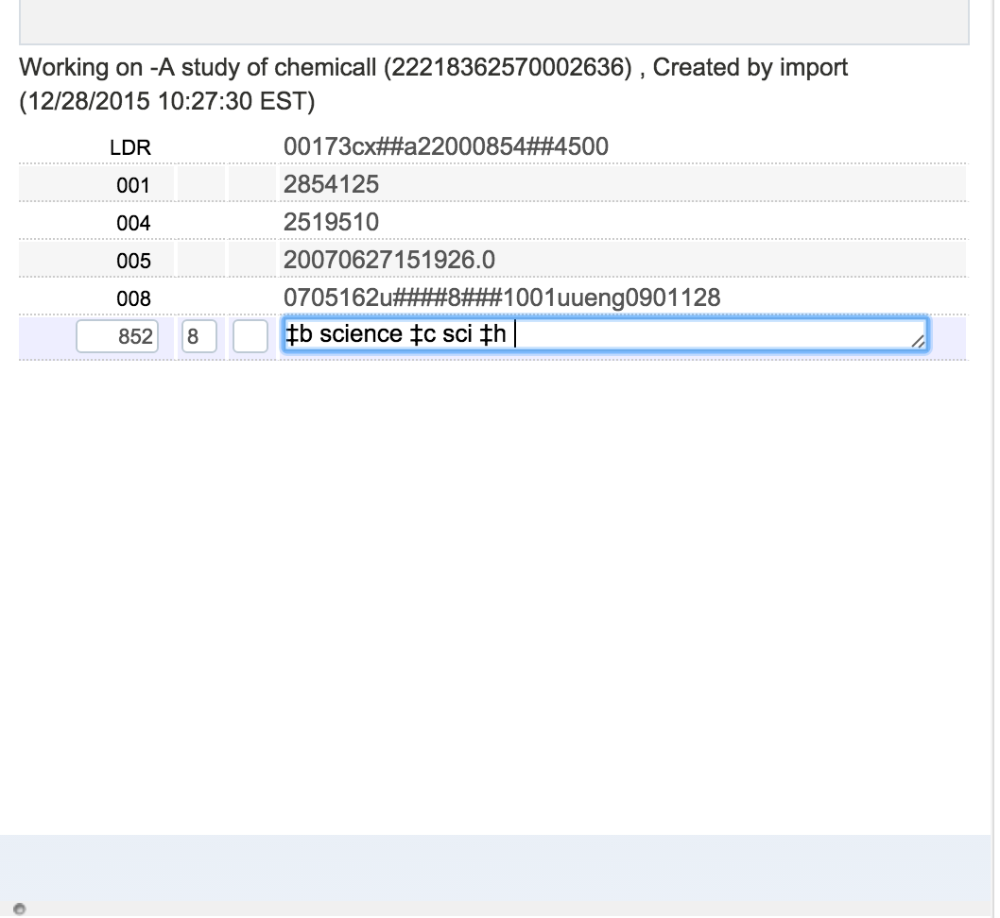 Working on -A study of chemicall (22218362570002636) , Created by import
(12/28/2015 10:27:30 EST)
LDR 00173cx##a22000854##4500
001 2854125
004 2519510
005 20070627151926.0
008 0705162u####8###1001uueng0901128
852 8 ‡b science ‡c sci ‡h